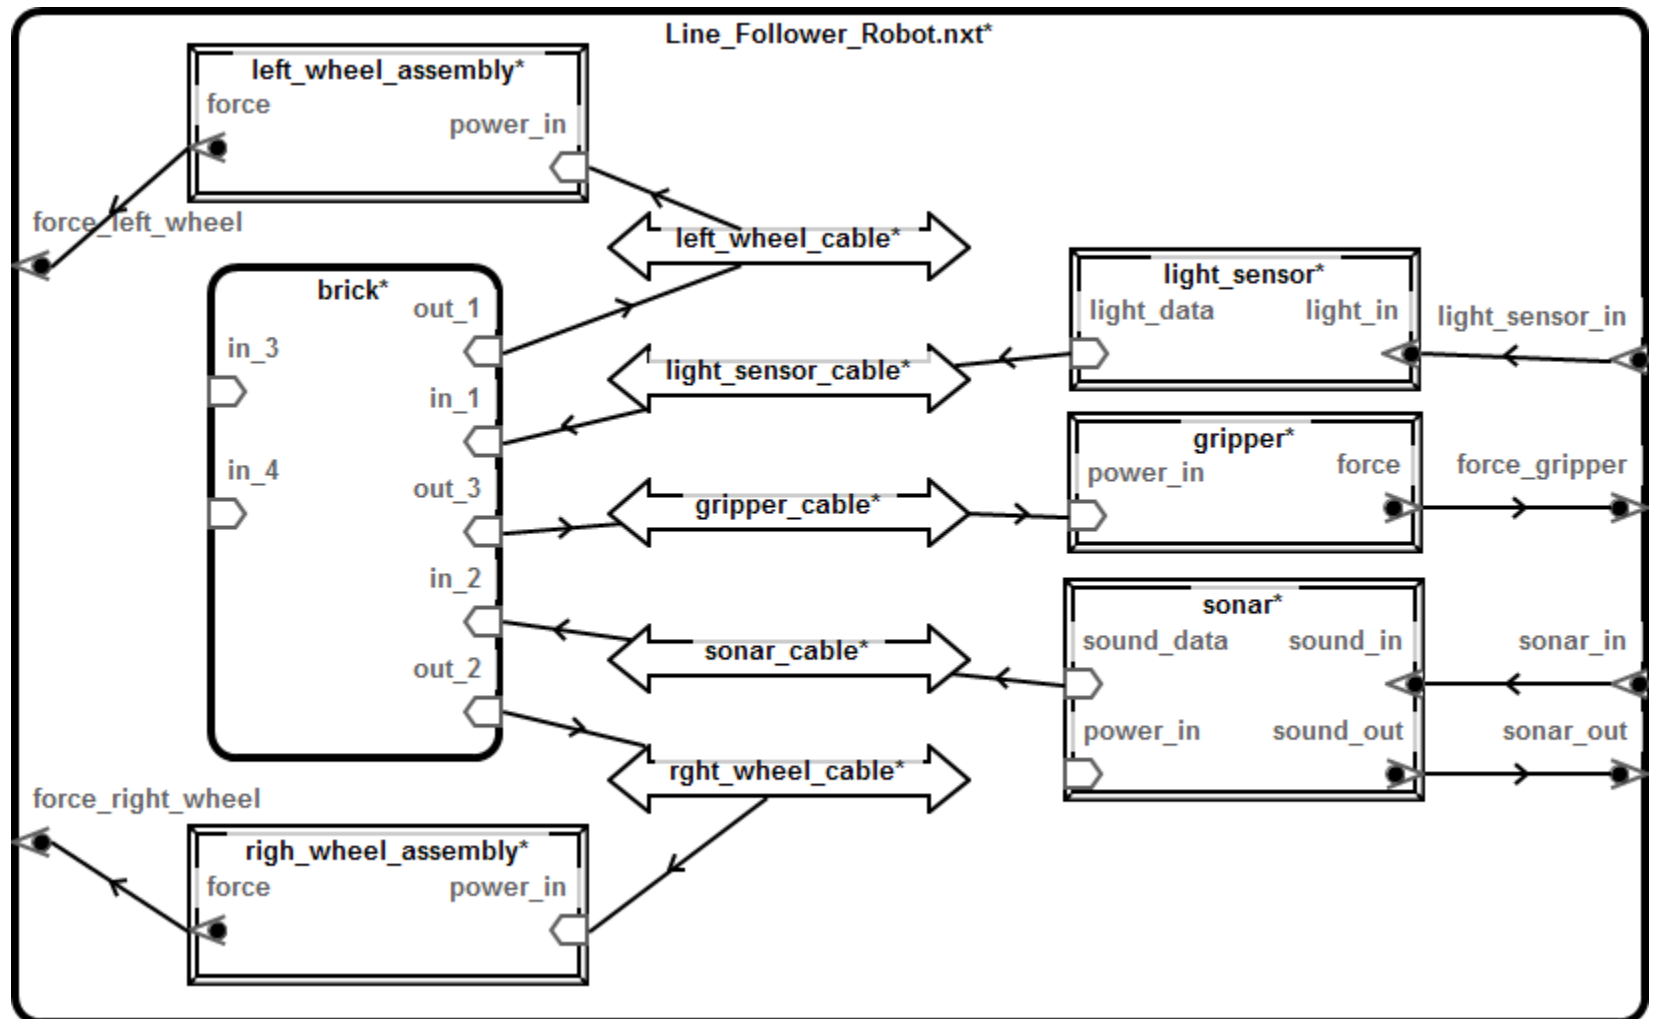 Line_Follower_Robot.nxt*
left_wheel_assembly*
force
power_in
force_left_wheel
left_wheel_cable*
brick*
out_1
in_3
in_1
in_4
out_3
in_2
out_2
light_sensor*
light_data
light_in
light_sensor_in
light_sensor_cable*
gripper*
power_in
force
force_gripper
gripper_cable*
sonar*
sound_data
sound_in
sonar_in
sonar_cable*
power_in
sound_out
sonar_out
rght_wheel_cable*
force_right_wheel
righ_wheel_assembly*
force
power_in